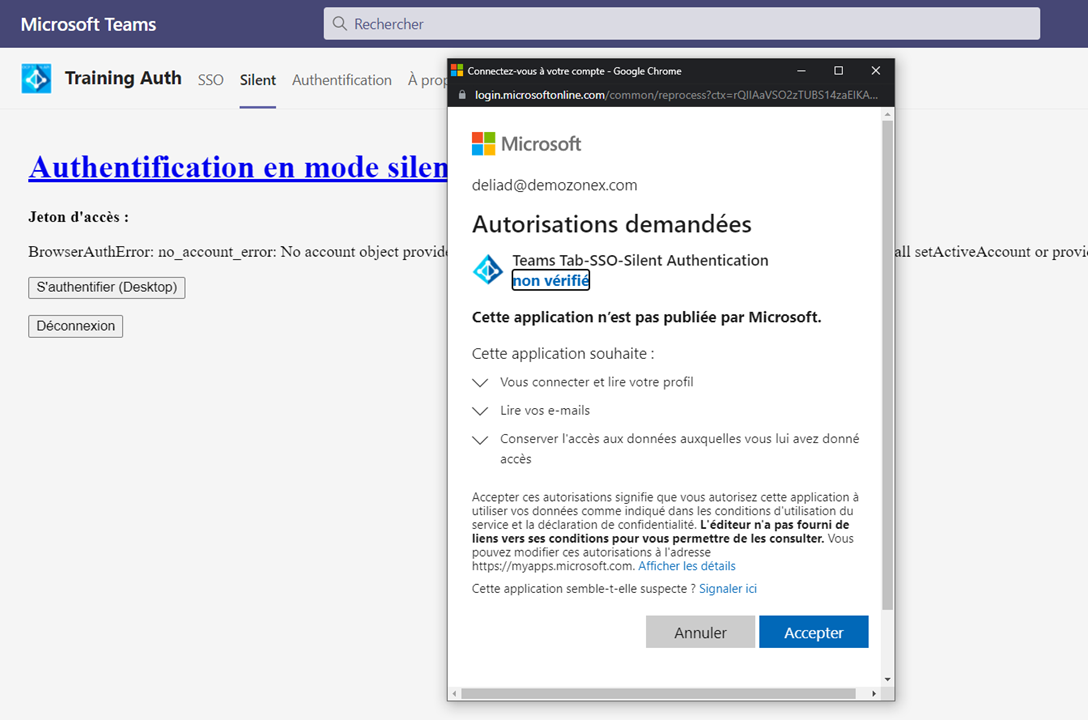 Microsoft Teams
Rechercher
Training Auth
SSO
Silent
Authentification
À prop
Authentification en mode silen
Jeton d'accès :
BrowserAuthError: no_account_error: No account object provide
all setActiveAccount or provid
S'authentifier (Desktop)
Déconnexion
Connectez-vous à votre compte - Google Chrome
login.microsoftonline.com/common/reprocess?ctx=rQIIAaVSO2zTUBS14zaEIKA...
Microsoft
deliad@demozonex.com
Autorisations demandées
Teams Tab-SSO-Silent Authentication
non vérifié
Cette application n’est pas publiée par Microsoft.
Cette application souhaite :
Vous connecter et lire votre profil
Lire vos e-mails
Conserver l'accès aux données auxquelles vous lui avez donné
accès
Accepter ces autorisations signifie que vous autorisez cette application à
utiliser vos données comme indiqué dans les conditions d'utilisation du
service et la déclaration de confidentialité. L'éditeur n'a pas fourni de
liens vers ses conditions pour vous permettre de les consulter. Vous
pouvez modifier ces autorisations à l'adresse
https://myapps.microsoft.com. Afficher les détails
Cette application semble-t-elle suspecte ? Signaler ici
Annuler
Accepter